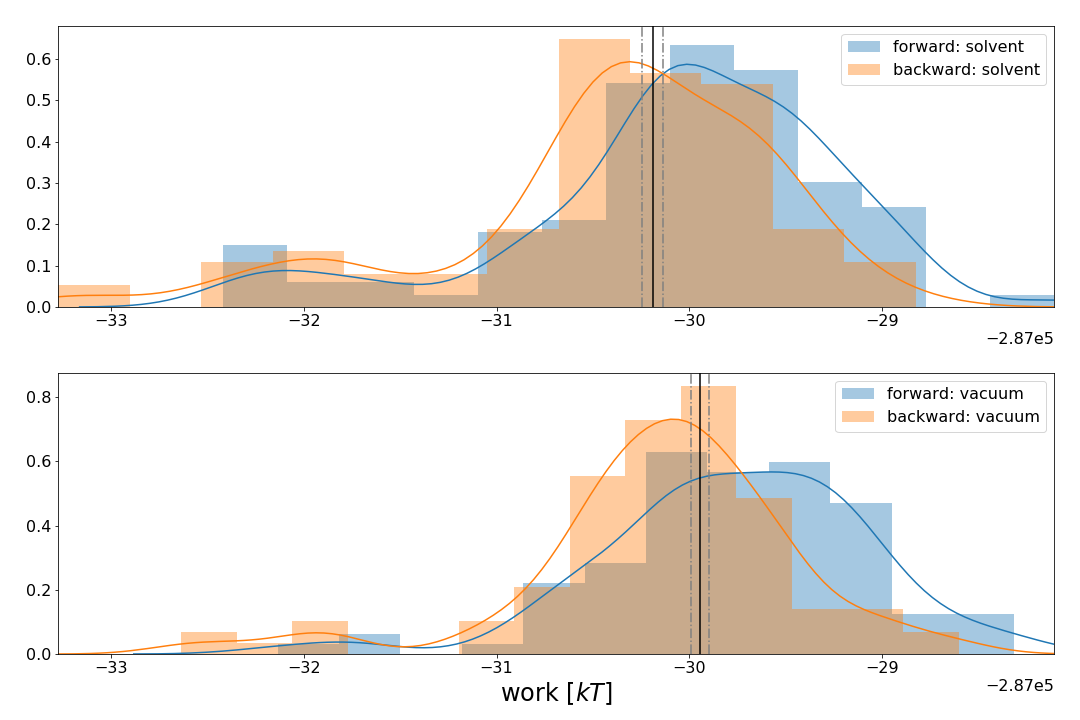 0.6
0.5
0.4
0.3
0.2
0.1
0.0
forward: solvent
backward: solvent
−33 −32 −31 −30 −29
−2.87e5
0.8
0.6
0.4
0.2
0.0
forward: vacuum
backward: vacuum
−33 −32 −31 −30 −29
−2.87e5
work [kT]